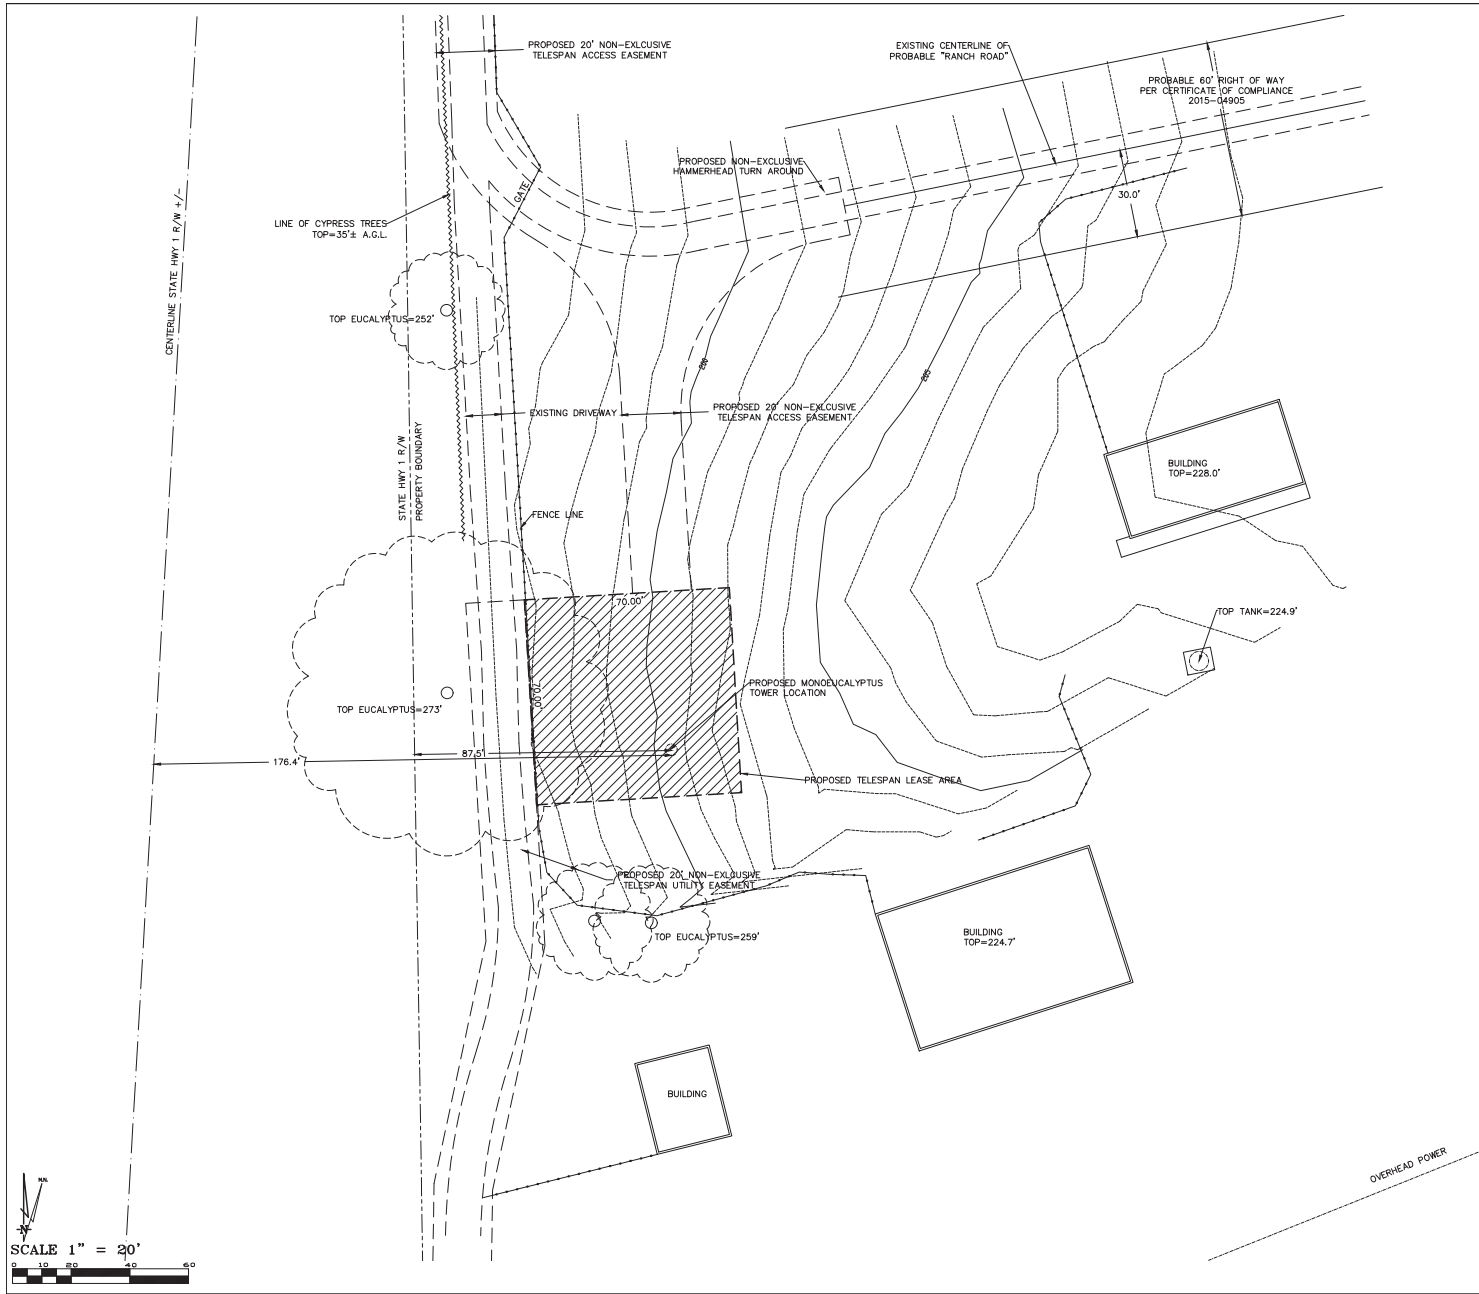 PROPOSED 20' NON-EXLCUSIVE
TELESPAN ACCESS EASEMENT
EXISTING CENTERLINE OF
PROBABLE "RANCH ROAD"
PROBABLE 60' RIGHT OF WAY
PER CERTIFICATE OF COMPLIANCE
2015-04905
PROPOSED NON-EXCLUSIVE
HAMMERHEAD TURN AROUND
GATE
30.0'
LINE OF CYPRESS TREES
TOP=35'± A.G.L.
CENTERLINE STATE HWY 1 R/W +/-
TOP EUCALYPTUS=252'
200
205
EXISTING DRIVEWAY
PROPOSED 20' NON-EXLCUSIVE
TELESPAN ACCESS EASEMENT
STATE HWY 1 R/W
PROPERTY BOUNDARY
BUILDING
TOP=228.0'
FENCE LINE
70.00'
TOP TANK=224.9'
70.00'
PROPOSED MONOEUCALYPTUS
TOWER LOCATION
TOP EUCALYPTUS=273'
87.5'
176.4'
PROPOSED TELESPAN LEASE AREA
PROPOSED 20' NON-EXLCUSIVE
TELESPAN UTILITY EASEMENT
TOP EUCALYPTUS=259'
BUILDING
TOP=224.7'
BUILDING
OVERHEAD POWER
N
SCALE 1" = 20'
0 10 20 40 60